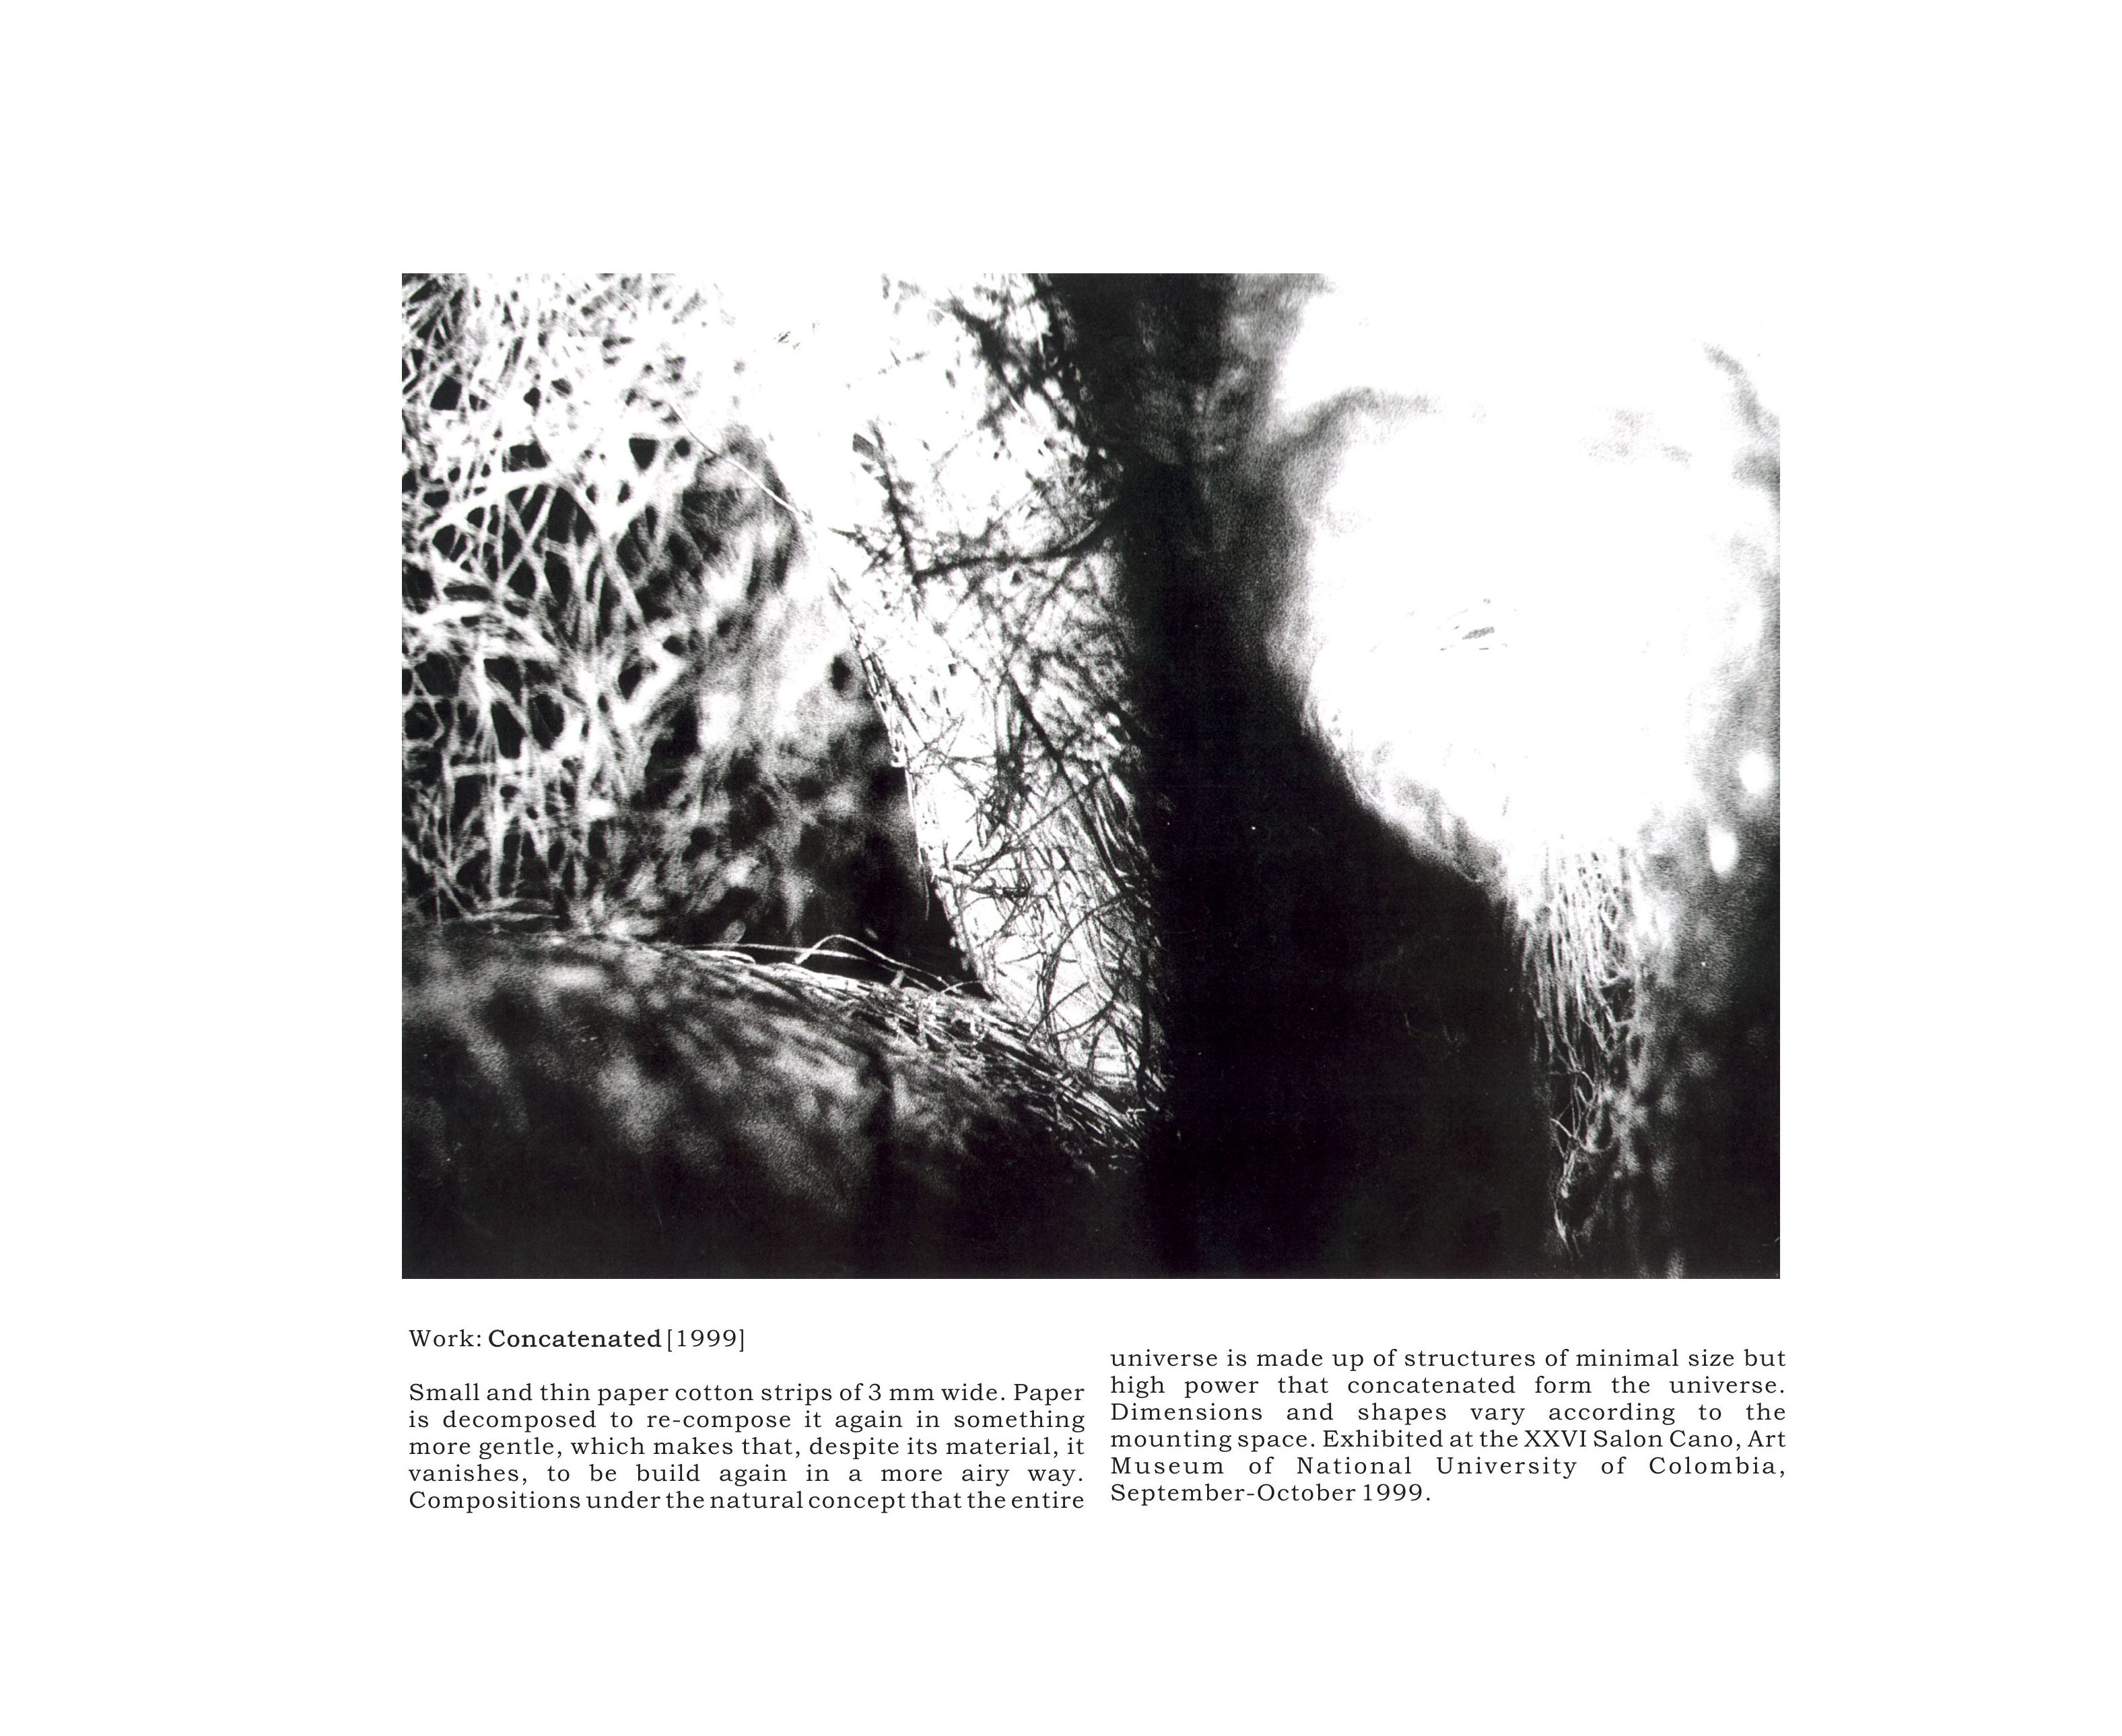 Work: Concatenated [1999]
Small and thin paper cotton strips of 3 mm wide. Paper
is decomposed to re-compose it again in something
more gentle, which makes that, despite its material, it
vanishes, to be build again in a more airy way.
Compositions under the natural concept that the entire
universe is made up of structures of minimal size but
high power that concatenated form the universe.
Dimensions and shapes vary according to the
mounting space. Exhibited at the XXVI Salon Cano, Art
Museum of National University of Colombia,
September-October 1999.